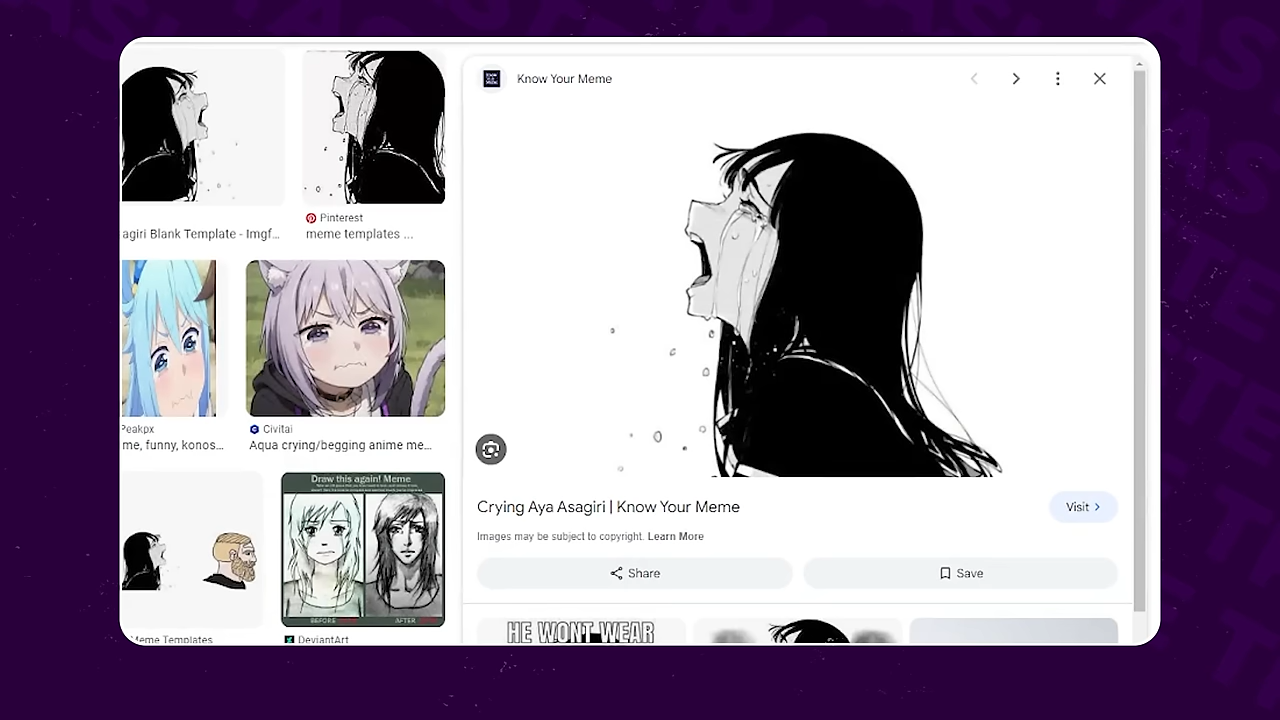 Know Your Meme
Pinterest
agiri Blank Template - Imgf...
meme templates ...
Peakpx
Civitai
me, funny, konos...
Aqua crying/begging anime me...
Crying Aya Asagiri | Know Your Meme
Visit
Images may be subject to copyright. Learn More
Share
Save
Draw this again! Meme
BEFORE
AFTER
Meme Templates
DeviantArt
HE WONT WEAR